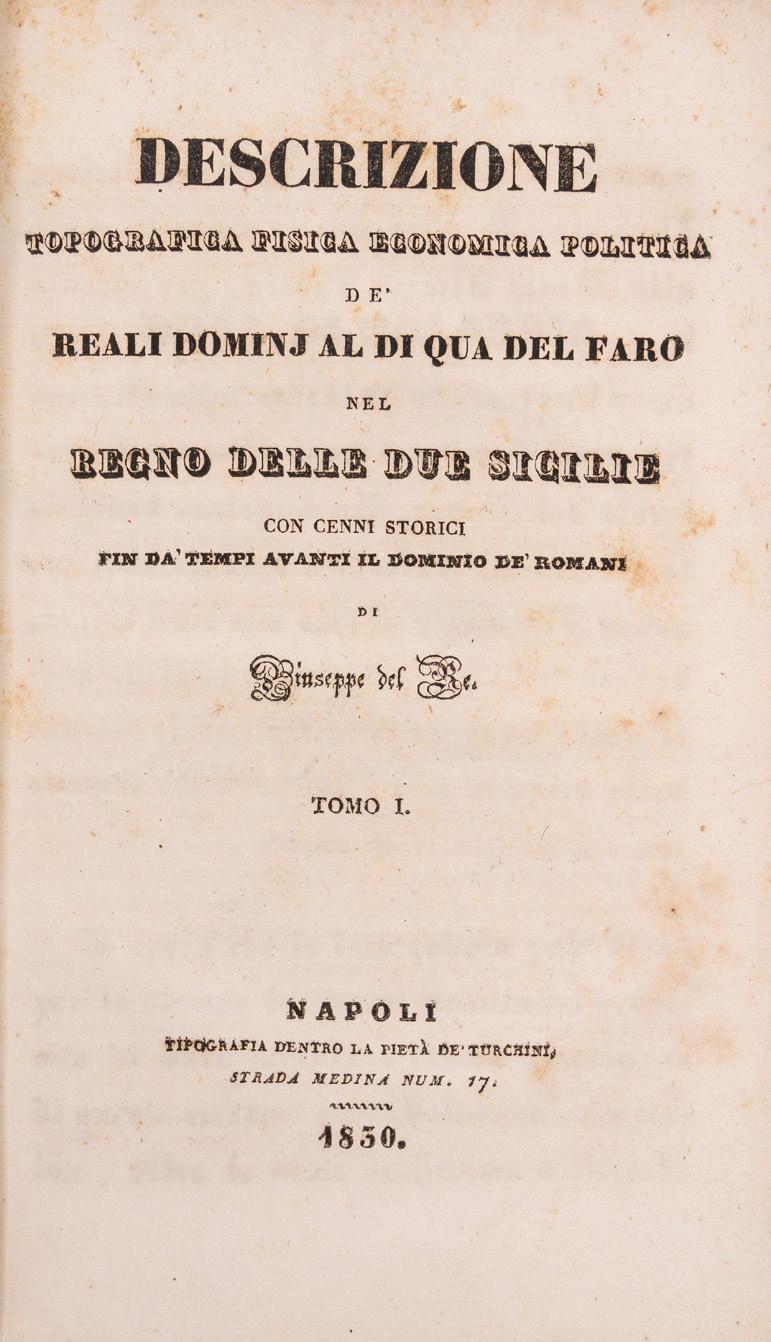 DESCRIZIONE
TOPOGRAFICA FISICA ECONOMICA POLITICA
DE'
REALI DOMINJ AL DI QUA DEL FARO
NEL
REGNO DELLE DUE SICILIE
CON CENNI STORICI
FIN DA' TEMPI AVANTI IL DOMINIO DE' ROMANI
DI
Giuseppe del Re.
TOMO I.
NAPOLI
TIPOGRAFIA DENTRO LA PIETÀ DE' TURCHINI,
STRADA MEDINA NUM. 17.
1830.